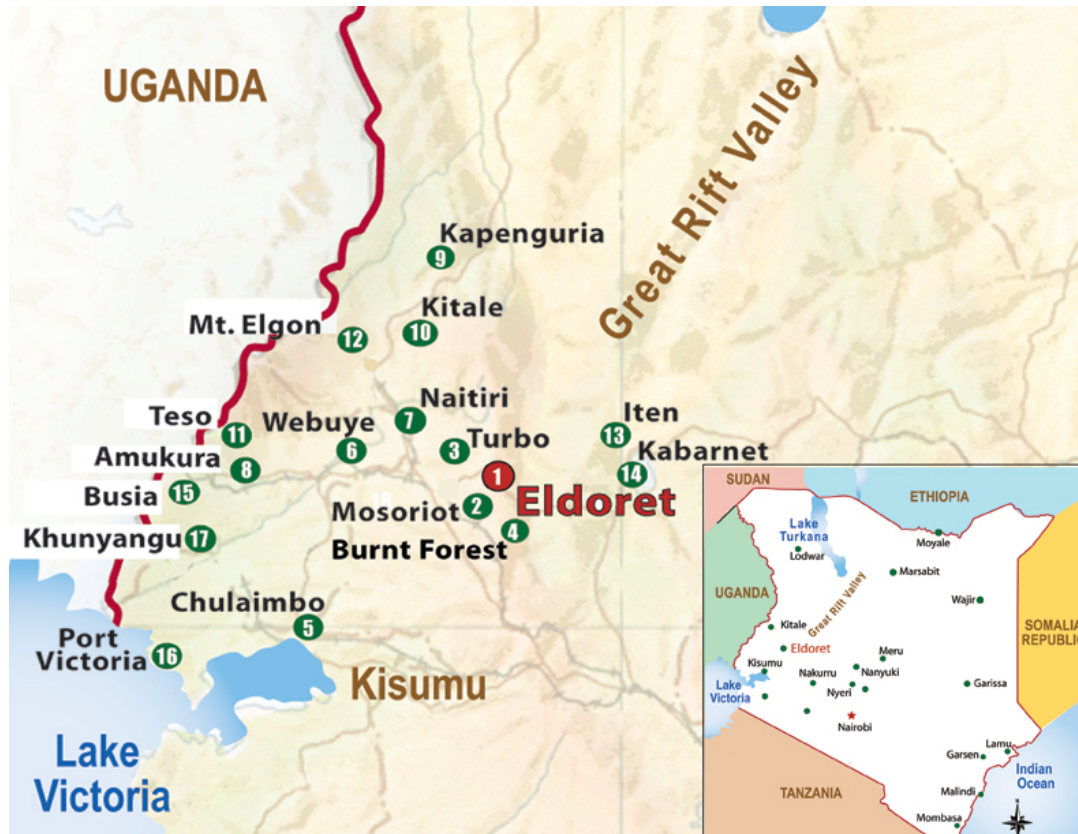 UGANDA
Great Rift Valley
Kapenguria
9
Kitale
10
Mt. Elgon
12
Naitiri
7
Teso
11
Webuye
6
Turbo
3
Iten
13
Amukura
8
Kabarnet
14
Busia
15
1
Eldoret
Mosoriot
2
18
Khunyangu
17
Burnt Forest
4
Chulaimbo
5
Port
Victoria
16
Kisumu
Lake
Victoria
SUDAN
ETHIOPIA
Lake
Turkana
Lodwar
Moyale
Marsabit
UGANDA
Great Rift Valley
Wajir
SOMALIA
REPUBLIC
Kitale
Eldoret
Kisumu
Meru
Nanyuki
Nakurru
Nyeri
Garissa
Lake
Victoria
Nairobi
Garsen
Lamu
Indian
Ocean
TANZANIA
Malindi
Mombasa
N